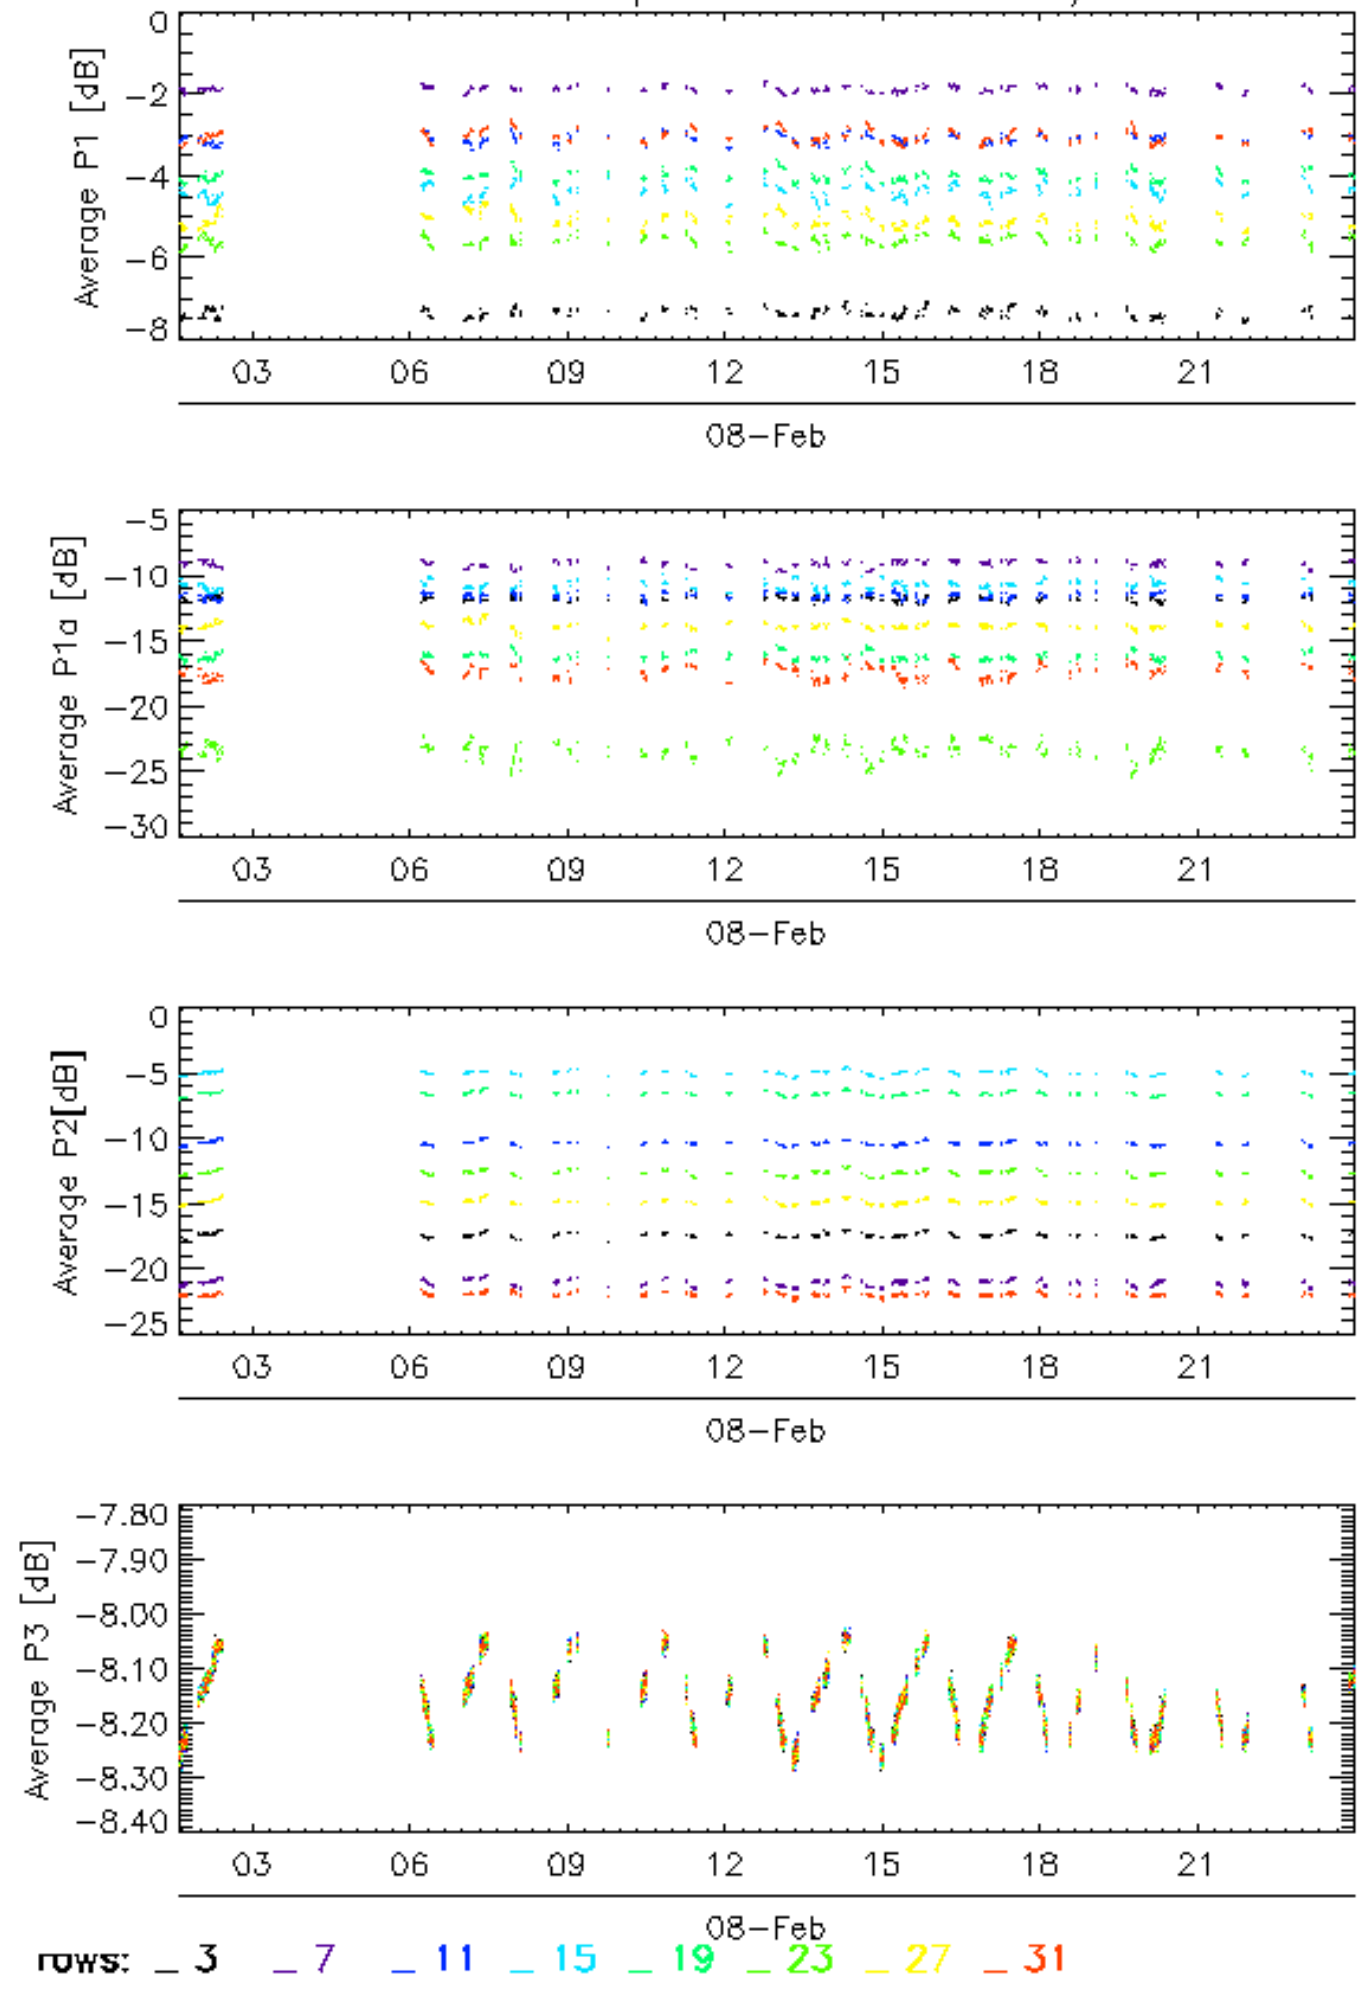 0
-2
-4
-6
-8
Average P1 [dB]
03 06 09 12 15 18 21
08-Feb
-5
-10
-15
-20
-25
-30
Average P1a [dB]
03 06 09 12 15 18 21
08-Feb
0
-5
-10
-15
-20
-25
Average P2[dB]
03 06 09 12 15 18 21
08-Feb
-7.80
-7.90
-8.00
-8.10
-8.20
-8.30
-8.40
Average P3 [dB]
03 06 09 12 15 18 21
08-Feb
rows: _ 3 _ 7 _ 11 _ 15 _ 19 _ 23 _ 27 _ 31